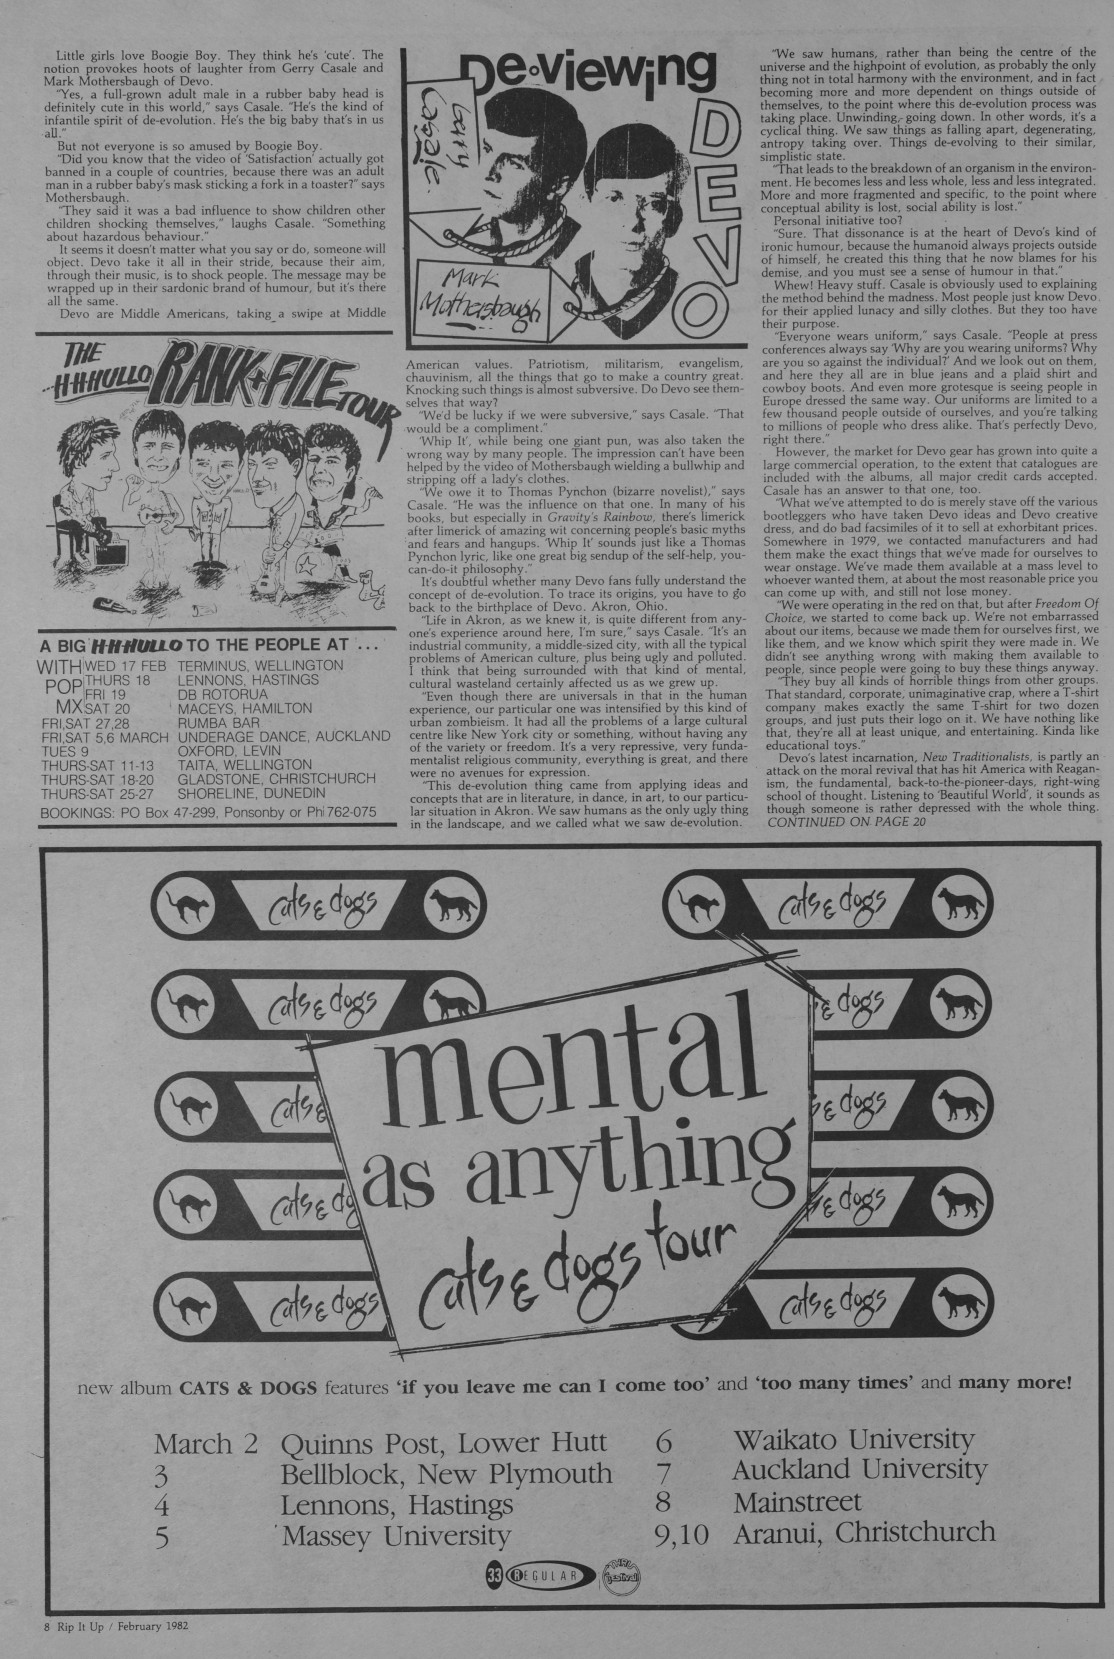 Little girls love Boogie Boy. They think he's 'cute'. The
notion provokes hoots of laughter from Gerry Casale and
Mark Mothersbaugh of Devo.
"Yes, a full-grown adult male in a rubber baby head is
definitely cute in this world," says Casale. "He's the kind of
infantile spirit of de-evolution. He's the big baby that's in us
all."
But not everyone is so amused by Boogie Boy.
"Did you know that the video of 'Satisfaction' actually got
banned in a couple of countries, because there was an adult
man in a rubber baby's mask sticking a fork in a toaster?" says
Mothersbaugh.
"They said it was a bad influence to show children other
children shocking themselves," laughs Casale. "Something
about hazardous behaviour."
It seems it doesn't matter what you say or do, someone will
object. Devo take it all in their stride, because their aim,
through their music, is to shock people. The message may be
wrapped up in their sardonic brand of humour, but it's there
all the same.
Devo are Middle Americans, taking a swipe at Middle
De-viewing
DEVO
Gerry
Casale.
Mark
Mothersbaugh
American values. Patriotism, militarism, evangelism,
chauvinism, all the things that go to make a country great.
Knocking such things is almost subversive. Do Devo see them-
selves that way?
"We'd be lucky if we were subversive," says Casale. "That
would be a compliment."
'Whip It', while being one giant pun, was also taken the
wrong way by many people. The impression can't have been
helped by the video of Mothersbaugh wielding a bullwhip and
stripping off a lady's clothes.
"We owe it to Thomas Pynchon (bizarre novelist)," says
Casale. "He was the influence on that one. In many of his
books, but especially in Gravity's Rainbow, there's limerick
after limerick of amazing wit concerning people's basic myths
and fears and hangups. 'Whip It' sounds just like a Thomas
Pynchon lyric, like one great big sendup of the self-help, you-
can-do-it philosophy."
It's doubtful whether many Devo fans fully understand the
concept of de-evolution. To trace its origins, you have to go
back to the birthplace of Devo, Akron, Ohio.
"Life in Akron, as we knew it, is quite different from any-
one's experience around here, I'm sure," says Casale. "It's an
industrial community, a middle-sized city, with all the typical
problems of American culture, plus being ugly and polluted.
I think that being surrounded with that kind of mental,
cultural wasteland certainly affected us as we grew up.
"Even though there are universals in that in the human
experience, our particular one was intensified by this kind of
urban zombieism. It had all the problems of a large cultural
centre like New York city or something, without having any
of the variety or freedom. It's a very repressive, very funda-
mentalist religious community, everything is great, and there
were no avenues for expression.
"This de-evolution thing came from applying ideas and
concepts that are in literature, in dance, in art, to our particu-
lar situation in Akron. We saw humans as the only ugly thing
in the landscape, and we called what we saw de-evolution.
"We saw humans, rather than being the centre of the
universe and the highpoint of evolution, as probably the only
thing not in total harmony with the environment, and in fact
becoming more and more dependent on things outside of
themselves, to the point where this de-evolution process was
taking place. Unwinding, going down. In other words, it's a
cyclical thing. We saw things as falling apart, degenerating,
antropy taking over. Things de-evolving to their similar,
simplistic state.
"That leads to the breakdown of an organism in the environ-
ment. He becomes less and less whole, less and less integrated.
More and more fragmented and specific, to the point where
conceptual ability is lost, social ability is lost."
Personal initiative too?
"Sure. That dissonance is at the heart of Devo's kind of
ironic humour, because the humanoid always projects outside
of himself, he created this thing that he now blames for his
demise, and you must see a sense of humour in that."
Whew! Heavy stuff. Casale is obviously used to explaining
the method behind the madness. Most people just know Devo
for their applied lunacy and silly clothes. But they too have
their purpose.
"Everyone wears uniform," says Casale. "People at press
conferences always say 'Why are you wearing uniforms? Why
are you so against the individual?' And we look out on them,
and here they all are in blue jeans and a plaid shirt and
cowboy boots. And even more grotesque is seeing people in
Europe dressed the same way. Our uniforms are limited to a
few thousand people outside of ourselves, and you're talking
to millions of people who dress alike. That's perfectly Devo,
right there."
However, the market for Devo gear has grown into quite a
large commercial operation, to the extent that catalogues are
included with the albums, all major credit cards accepted.
Casale has an answer to that one, too.
"What we've attempted to do is merely stave off the various
bootleggers who have taken Devo ideas and Devo creative
dress, and do bad facsimiles of it to sell at exhorbitant prices.
Somewhere in 1979, we contacted manufacturers and had
them make the exact things that we've made for ourselves to
wear onstage. We've made them available at a mass level to
whoever wanted them, at about the most reasonable price you
can come up with, and still not lose money.
"We were operating in the red on that, but after Freedom Of
Choice, we started to come back up. We're not embarrassed
about our items, because we made them for ourselves first, we
like them, and we know which spirit they were made in. We
didn't see anything wrong with making them available to
people, since people were going to buy these things anyway.
"They buy all kinds of horrible things from other groups.
That standard, corporate, unimaginative crap, where a T-shirt
company makes exactly the same T-shirt for two dozen
groups, and just puts their logo on it. We have nothing like
that, they're all at least unique, and entertaining. Kinda like
educational toys."
Devo's latest incarnation, New Traditionalists, is partly an
attack on the moral revival that has hit America with Reagan-
ism, the fundamental, back-to-the-pioneer-days, right-wing
school of thought. Listening to 'Beautiful World', it sounds as
though someone is rather depressed with the whole thing.
CONTINUED ON PAGE 20
THE
H-H-HULLO RANK+FILE TOUR
A BIG H-H-HULLO TO THE PEOPLE AT ...
WITH POP MX
WED 17 FEB TERMINUS, WELLINGTON
THURS 18 LENNONS, HASTINGS
FRI 19 DB ROTORUA
SAT 20 MACEYS, HAMILTON
FRI,SAT 27,28 RUMBA BAR
FRI,SAT 5,6 MARCH UNDERAGE DANCE, AUCKLAND
TUES 9 OXFORD, LEVIN
THURS-SAT 11-13 TAITA, WELLINGTON
THURS-SAT 18-20 GLADSTONE, CHRISTCHURCH
THURS-SAT 25-27 SHORELINE, DUNEDIN
BOOKINGS: PO Box 47-299, Ponsonby or Ph 762-075
cats & dogs cats & dogs
cats & dogs & dogs
cats & s & dogs
cats & dog s & dogs
cats & dogs cats & dogs
mental
as anything
cats & dogs tour
new album CATS & DOGS features 'if you leave me can I come too' and 'too many times' and many more!
March 2 Quinns Post, Lower Hutt
3 Bellblock, New Plymouth
4 Lennons, Hastings
5 Massey University
6 Waikato University
7 Auckland University
8 Mainstreet
9,10 Aranui, Christchurch
33 REGULAR
8 Rip It Up / February 1982